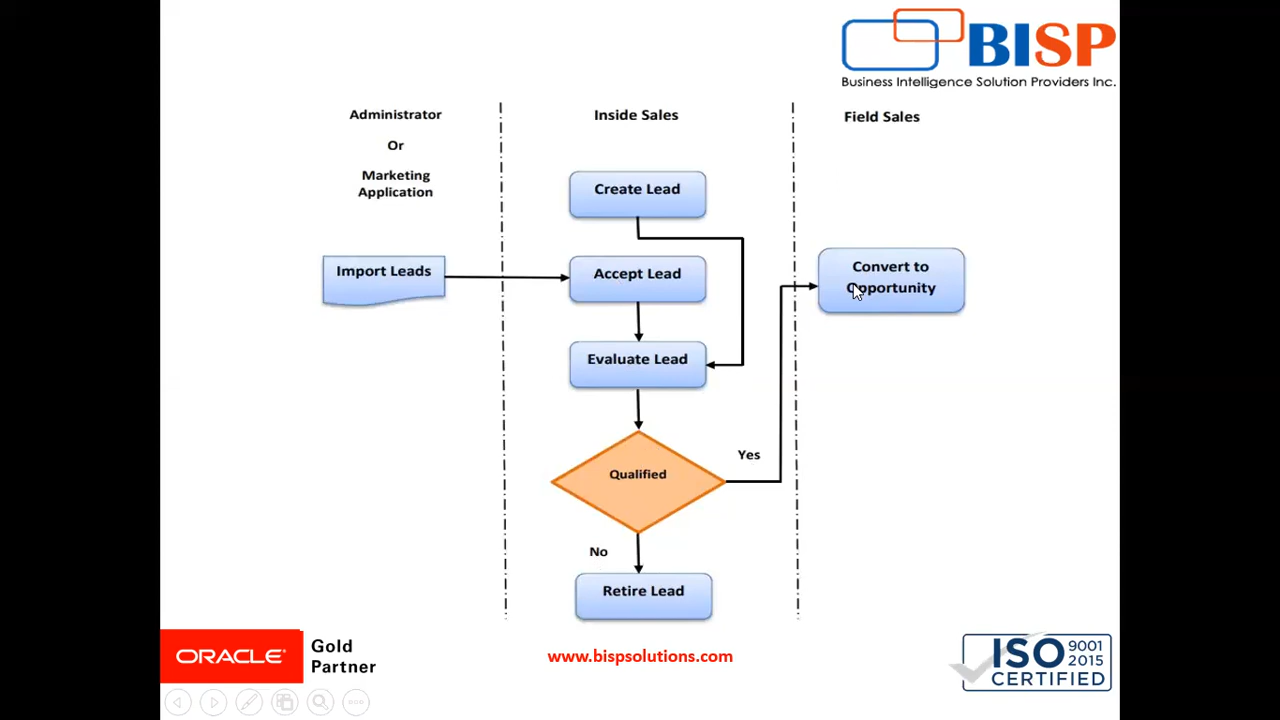 BISP
Business Intelligence Solution Providers Inc.
Administrator
Or
Marketing
Application
Inside Sales
Field Sales
Create Lead
Import Leads
Accept Lead
Convert to
Opportunity
Evaluate Lead
Qualified
Yes
No
Retire Lead
ORACLE
Gold
Partner
www.bispsolutions.com
ISO 9001
2015
CERTIFIED